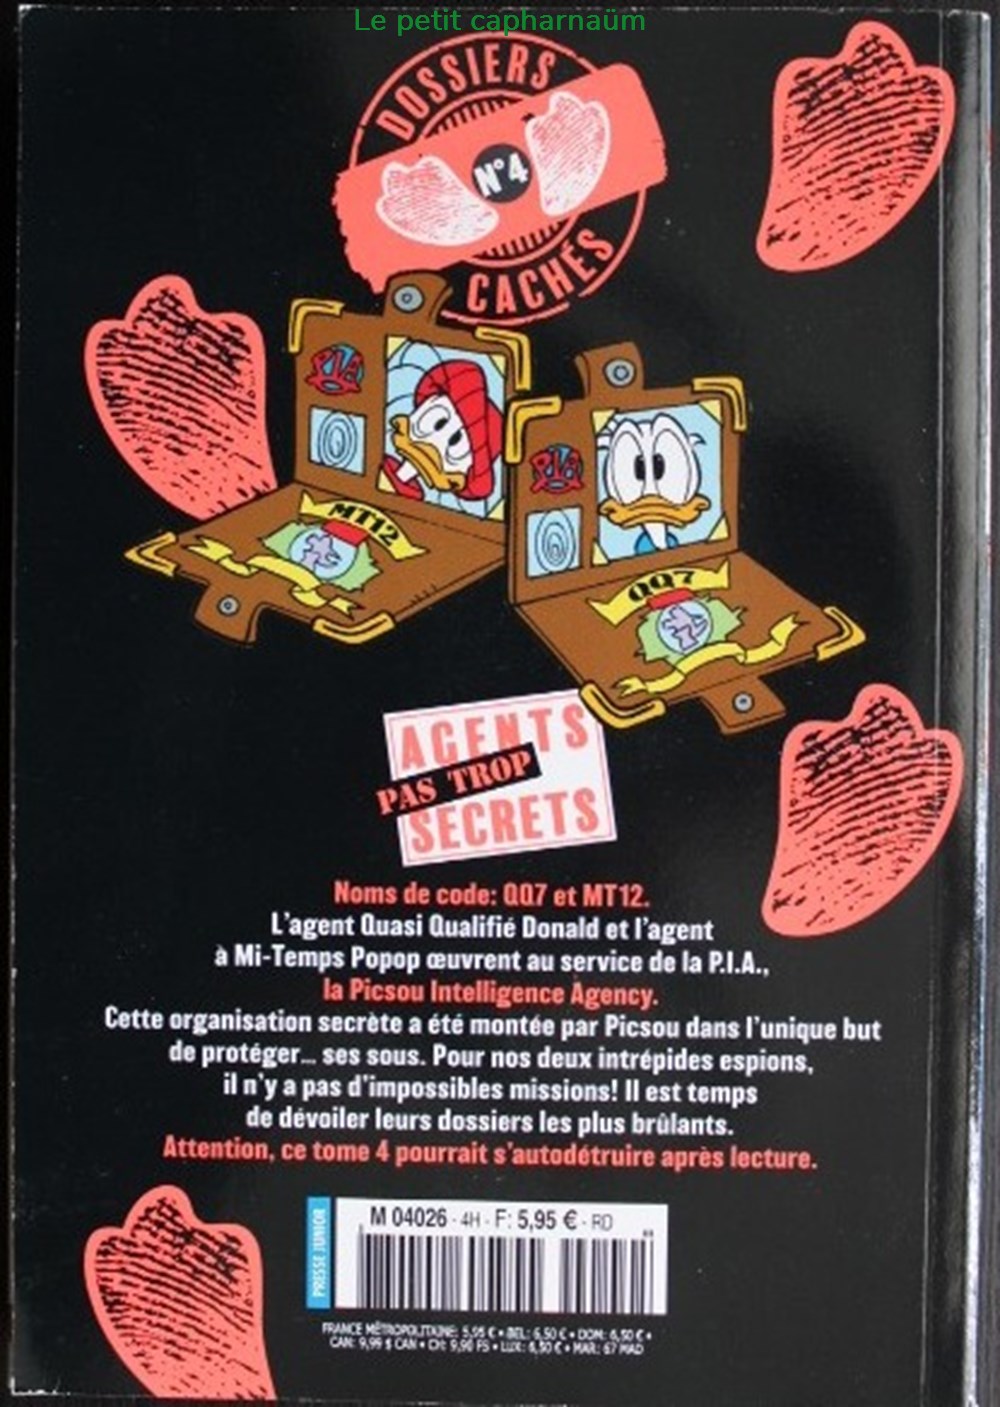 Le petit capharnaüm
DOSSIERS
N°4
CACHÉS
PIA
MT12
PIA
QQ7
AGENTS
PAS TROP
SECRETS
Noms de code: QQ7 et MT12.
L'agent Quasi Qualifié Donald et l'agent
à Mi-Temps Popop œuvrent au service de la P.I.A.,
la Picsou Intelligence Agency.
Cette organisation secrète a été montée par Picsou dans l'unique but
de protéger... ses sous. Pour nos deux intrépides espions,
il n'y a pas d'impossibles missions! Il est temps
de dévoiler leurs dossiers les plus brûlants.
Attention, ce tome 4 pourrait s'autodétruire après lecture.
PRESSE JUNIOR
M 04026 - 4H - F: 5,95 € - RD
FRANCE MÉTROPOLITAINE: 5,95 € • BEL: 6,50 € • DOM: 6,50 € •
CAN: 9,99 $ CAN • CH: 9,90 FS • LUX: 6,50 € • MAR: 67 MAD